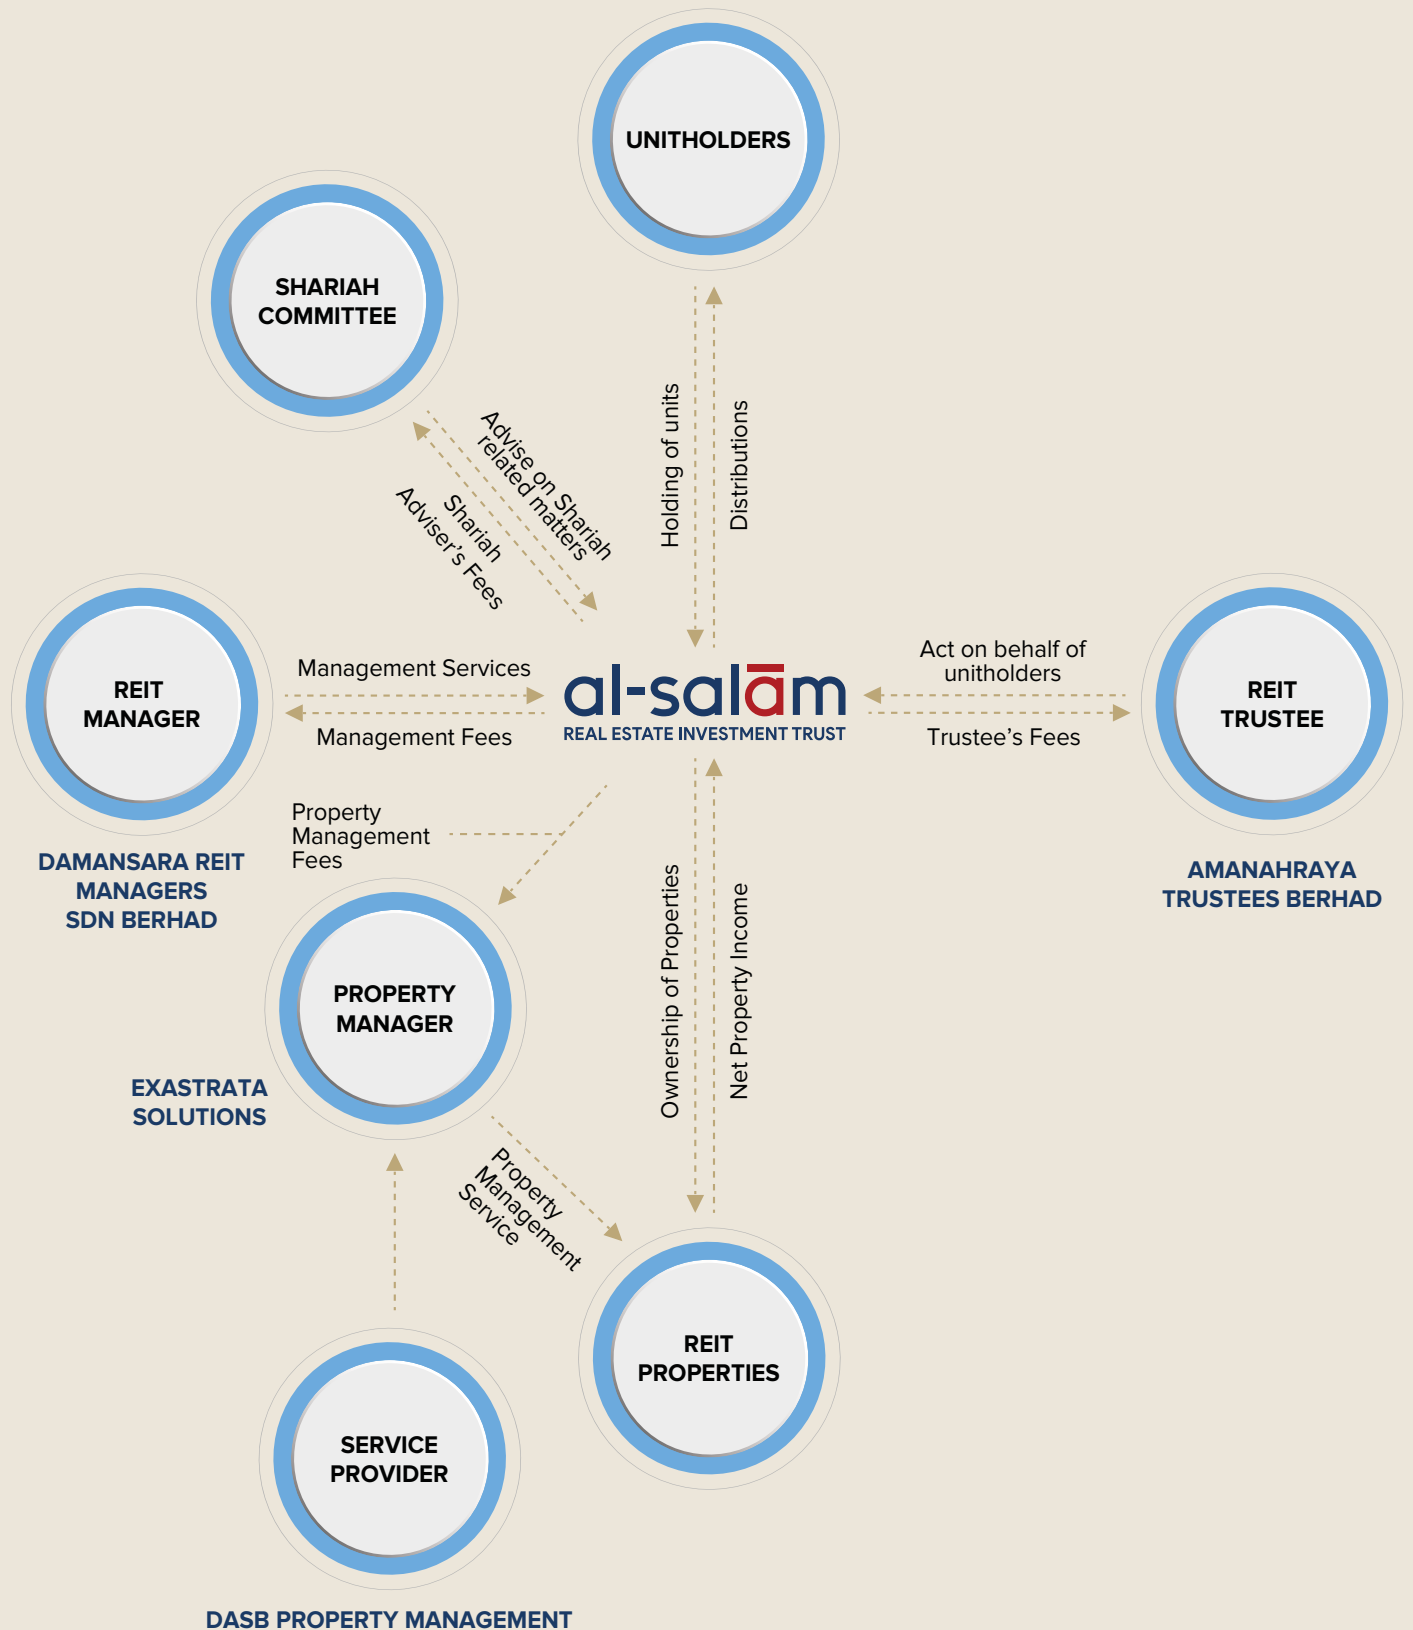 UNITHOLDERS
SHARIAH
COMMITTEE
Holding of units
Distributions
Advise on Shariah
related matters
Shariah
Adviser's Fees
REIT
MANAGER
DAMANSARA REIT
MANAGERS
SDN BERHAD
Management Services
Management Fees
al-salām
REAL ESTATE INVESTMENT TRUST
Act on behalf of
unitholders
Trustee's Fees
REIT
TRUSTEE
AMANAHRAYA
TRUSTEES BERHAD
Property
Management
Fees
PROPERTY
MANAGER
EXASTRATA
SOLUTIONS
Ownership of Properties
Net Property Income
Property
Management
Service
REIT
PROPERTIES
SERVICE
PROVIDER
DASB PROPERTY MANAGEMENT